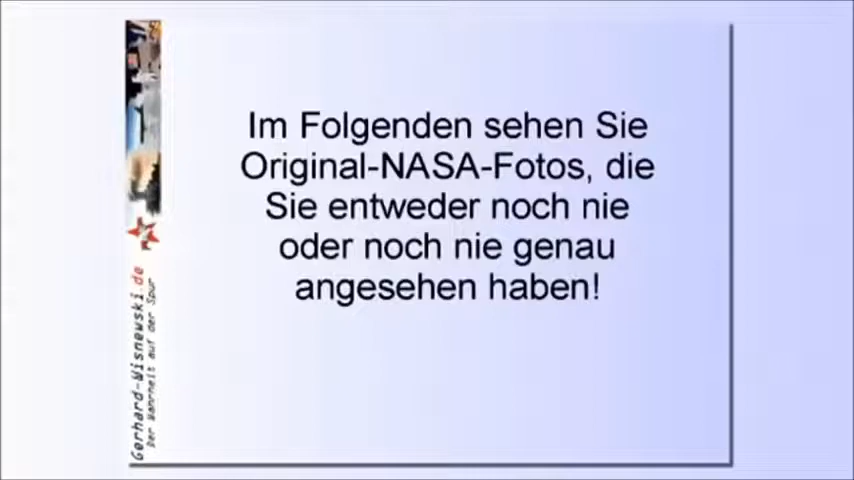 Im Folgenden sehen Sie
Original-NASA-Fotos, die
Sie entweder noch nie
oder noch nie genau
angesehen haben!
Gerhard-Wisnewski.de
Der Wahrheit auf der Spur